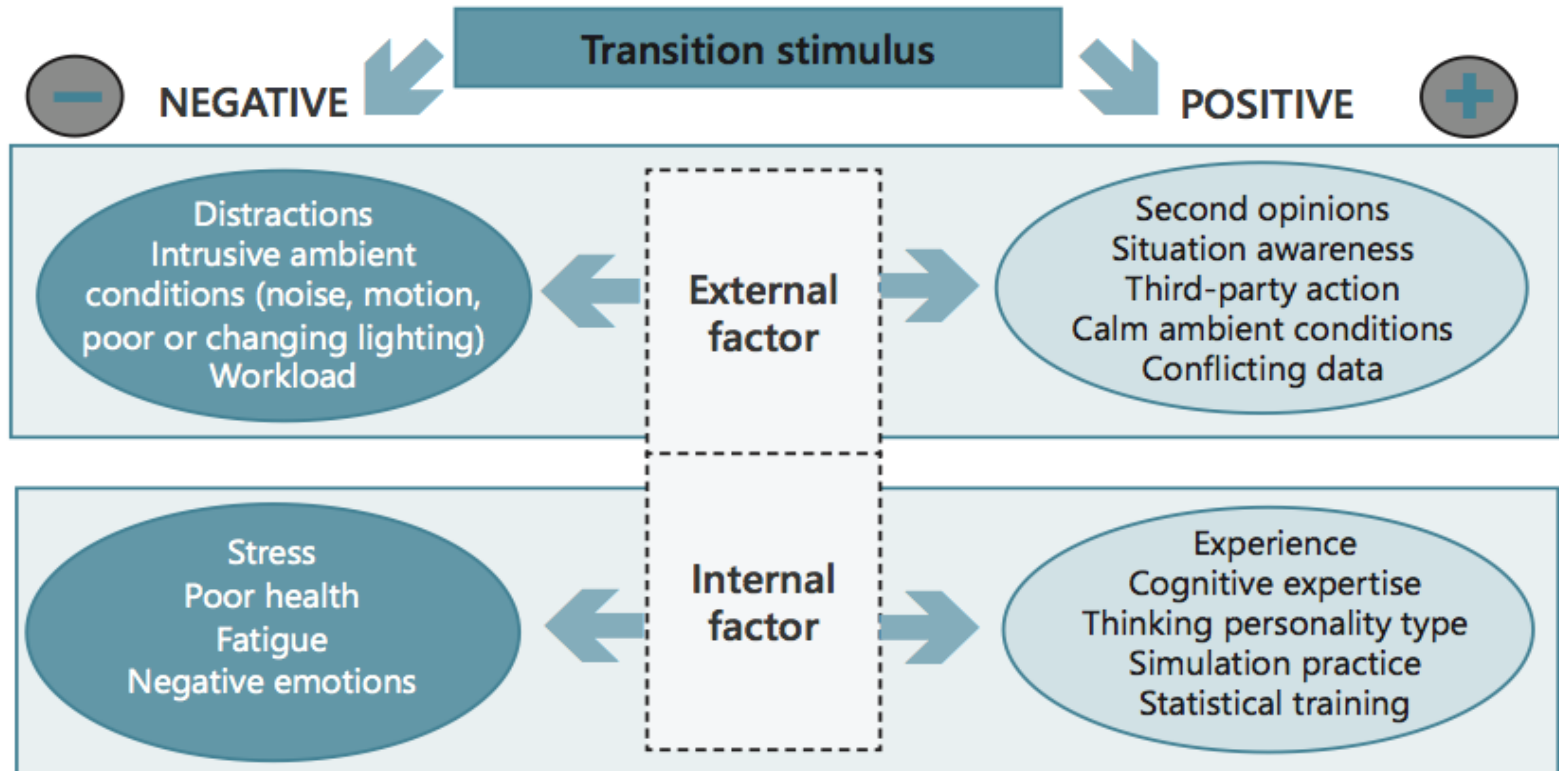 Transition stimulus
NEGATIVE
POSITIVE
Distractions
Intrusive ambient
conditions (noise, motion,
poor or changing lighting)
Workload
External
factor
Second opinions
Situation awareness
Third-party action
Calm ambient conditions
Conflicting data
Stress
Poor health
Fatigue
Negative emotions
Internal
factor
Experience
Cognitive expertise
Thinking personality type
Simulation practice
Statistical training